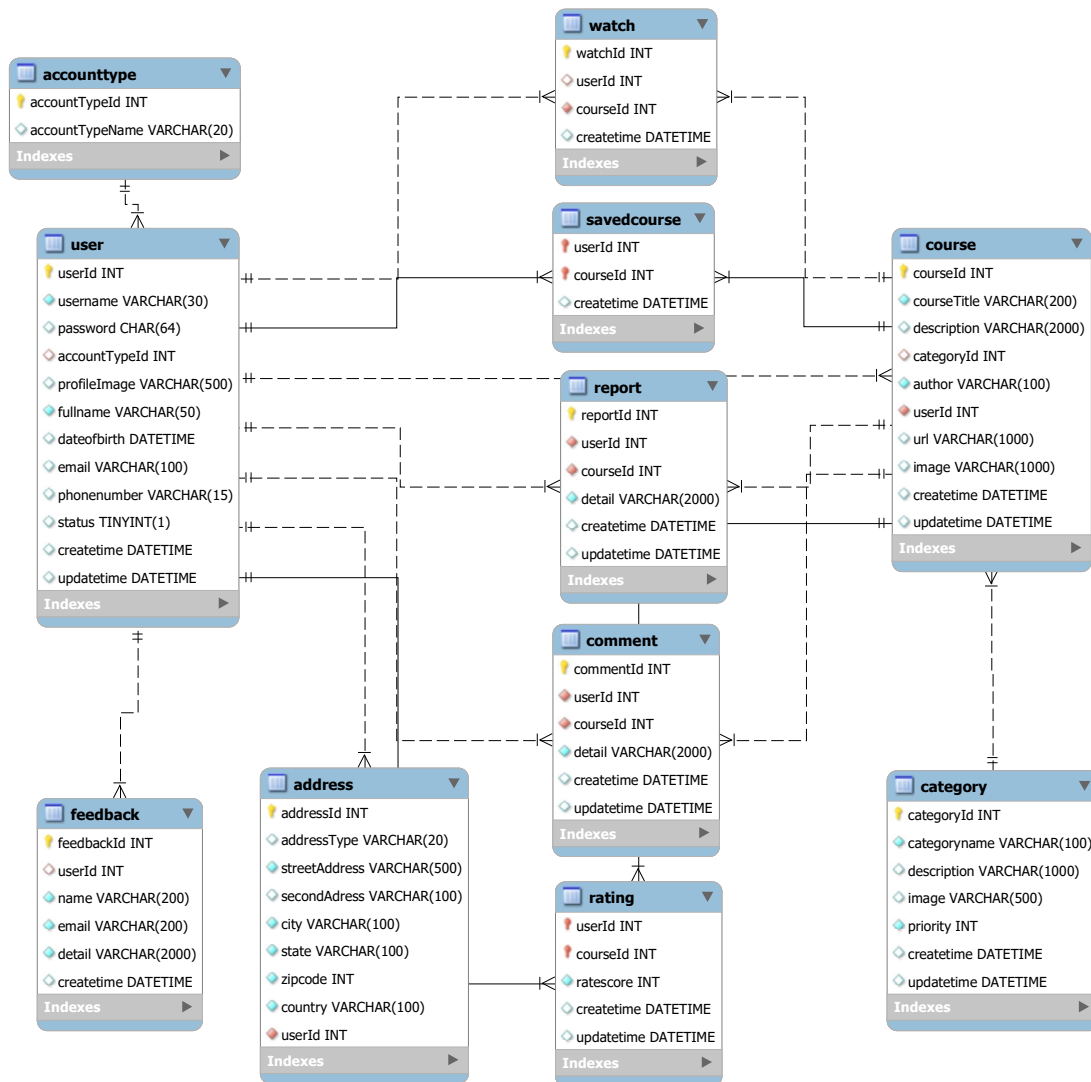 accounttype
accountTypeId INT
accountTypeName VARCHAR(20)
Indexes
user
userId INT
username VARCHAR(30)
password CHAR(64)
accountTypeId INT
profileImage VARCHAR(500)
fullname VARCHAR(50)
dateofbirth DATETIME
email VARCHAR(100)
phonenumber VARCHAR(15)
status TINYINT(1)
createtime DATETIME
updatetime DATETIME
Indexes
feedback
feedbackId INT
userId INT
name VARCHAR(200)
email VARCHAR(200)
detail VARCHAR(2000)
createtime DATETIME
Indexes
address
addressId INT
addressType VARCHAR(20)
streetAddress VARCHAR(500)
secondAdress VARCHAR(100)
city VARCHAR(100)
state VARCHAR(100)
zipcode INT
country VARCHAR(100)
userId INT
Indexes
watch
watchId INT
userId INT
courseId INT
createtime DATETIME
Indexes
savedcourse
userId INT
courseId INT
createtime DATETIME
Indexes
report
reportId INT
userId INT
courseId INT
detail VARCHAR(2000)
createtime DATETIME
updatetime DATETIME
Indexes
comment
commentId INT
userId INT
courseId INT
detail VARCHAR(2000)
createtime DATETIME
updatetime DATETIME
Indexes
rating
userId INT
courseId INT
ratescore INT
createtime DATETIME
updatetime DATETIME
Indexes
course
courseId INT
courseTitle VARCHAR(200)
description VARCHAR(2000)
categoryId INT
author VARCHAR(100)
userId INT
url VARCHAR(1000)
image VARCHAR(1000)
createtime DATETIME
updatetime DATETIME
Indexes
category
categoryId INT
categoryname VARCHAR(100)
description VARCHAR(1000)
image VARCHAR(500)
priority INT
createtime DATETIME
updatetime DATETIME
Indexes